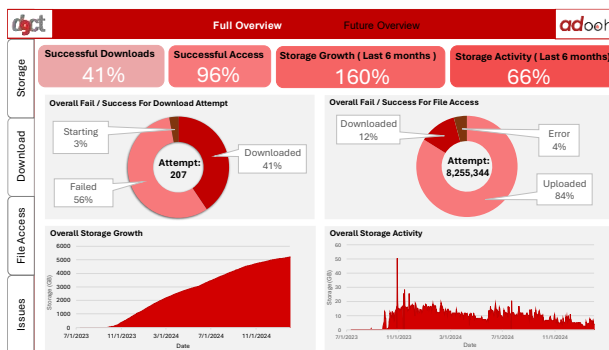 dgct
Full Overview
Future Overview
adooh
Storage
Download
File Access
Issues
Successful Downloads
41%
Successful Access
96%
Storage Growth ( Last 6 months )
160%
Storage Activity ( Last 6 months)
66%
Overall Fail / Success For Download Attempt
Starting
3%
Downloaded
41%
Failed
56%
Attempt:
207
Overall Fail / Success For File Access
Downloaded
12%
Error
4%
Uploaded
84%
Attempt:
8,255,344
Overall Storage Growth
Storage (GB)
6000
5000
4000
3000
2000
1000
0
7/1/2023
11/1/2023
3/1/2024
7/1/2024
11/1/2024
Date
Overall Storage Activity
Storage(GB)
60
50
40
30
20
10
0
7/1/2023
11/1/2023
3/1/2024
7/1/2024
11/1/2024
Date